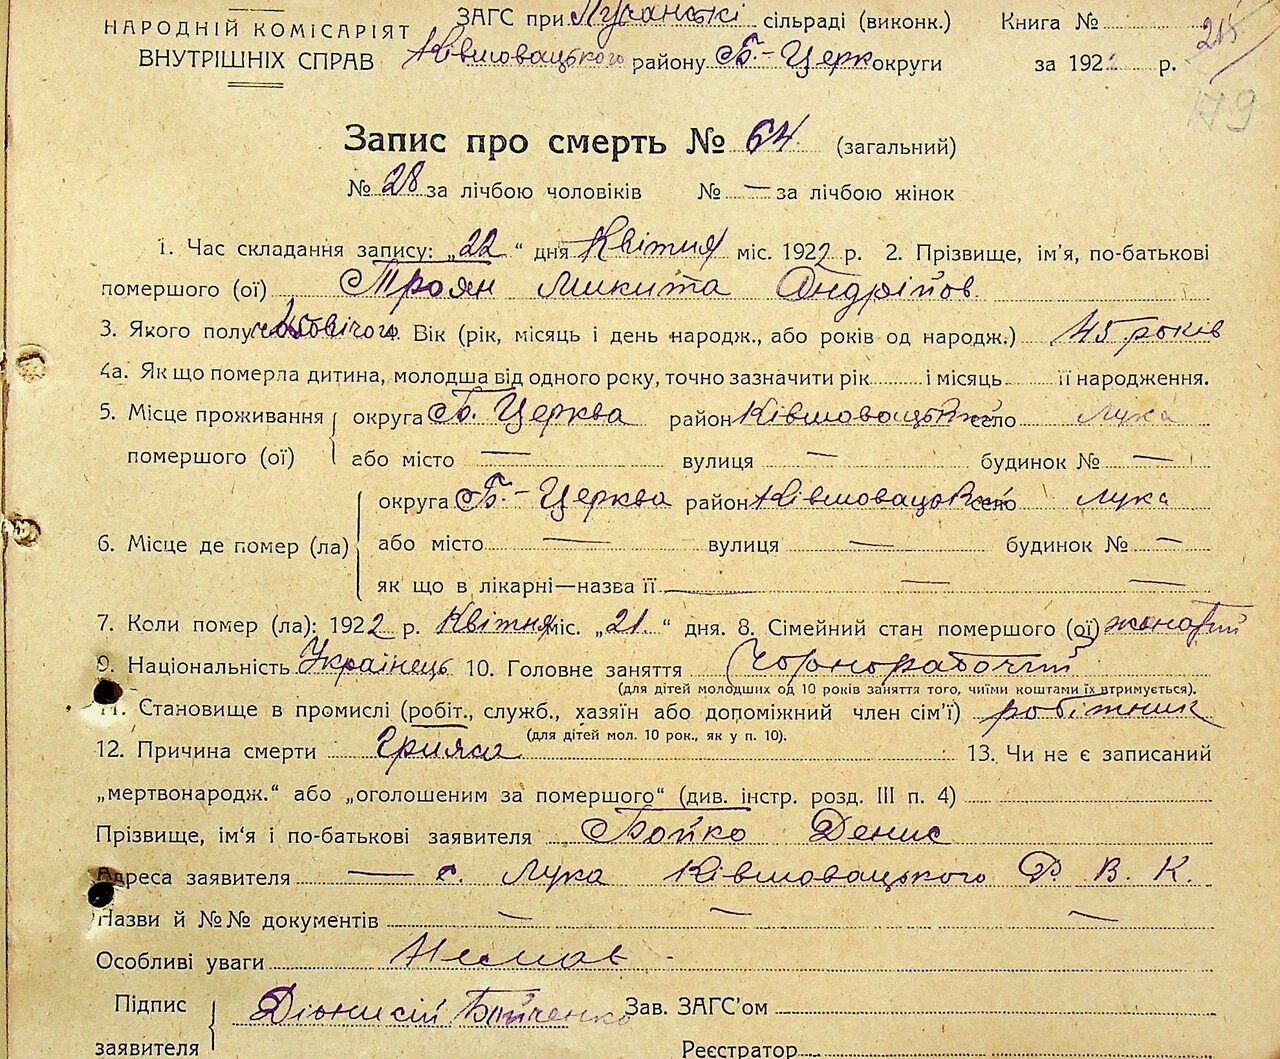 НАРОДНІЙ КОМІСАРІЯТ
ВНУТРІШНІХ СПРАВ
ЗАГС при Лучанські сільраді (виконк.)
Ківшовацького району Б.-Церк округи
Книга № 215
за 1922 р.
179
Запис про смерть № 64 (загальний)
№ 28 за лічбою чоловіків № — за лічбою жінок
1. Час складання запису: „22" дня Квітня міс. 1922 р. 2. Прізвище, ім'я, по-батькові
помершого (ої) Троян Микита Андріїов
3. Якого полу чоловічого 4. Вік (рік, місяць і день народж., або років од народж.) 45 років
4а. Як що померла дитина, молодша від одного року, точно зазначити рік і місяць її народження.
5. Місце проживання помершого (ої) округа Б. Церква район Ківшовацький село Лука
або місто — вулиця — будинок № —
6. Місце де помер (ла) округа Б.-Церква район Ківшовацький село Лука
або місто — вулиця — будинок № —
як що в лікарні—назва її — — —
7. Коли помер (ла): 1922 р. Квітня міс. „21" дня. 8. Сімейний стан помершого (ої) жонатий
9. Національність Українець 10. Головне заняття Чорнорабочий
(для дітей молодших од 10 років заняття того, чиїми коштами їх втримується).
11. Становище в промислі (робіт., служб., хазяїн або допоміжний член сім'ї) робітник
(для дітей мол. 10 рок., як у п. 10).
12. Причина смерти 13. Чи не є записаний
„мертвонародж." або „оголошеним за помершого" (див. інстр. розд. III п. 4)
Прізвище, ім'я і по-батькові заявителя Бойко Денис
Адреса заявителя — с. Лука Ківшовацького Р. В. К.
Назви й №№ документів — — —
Особливі уваги Немає
Підпис заявителя Діонисій Бойченко Зав. ЗАГС'ом
Реєстратор